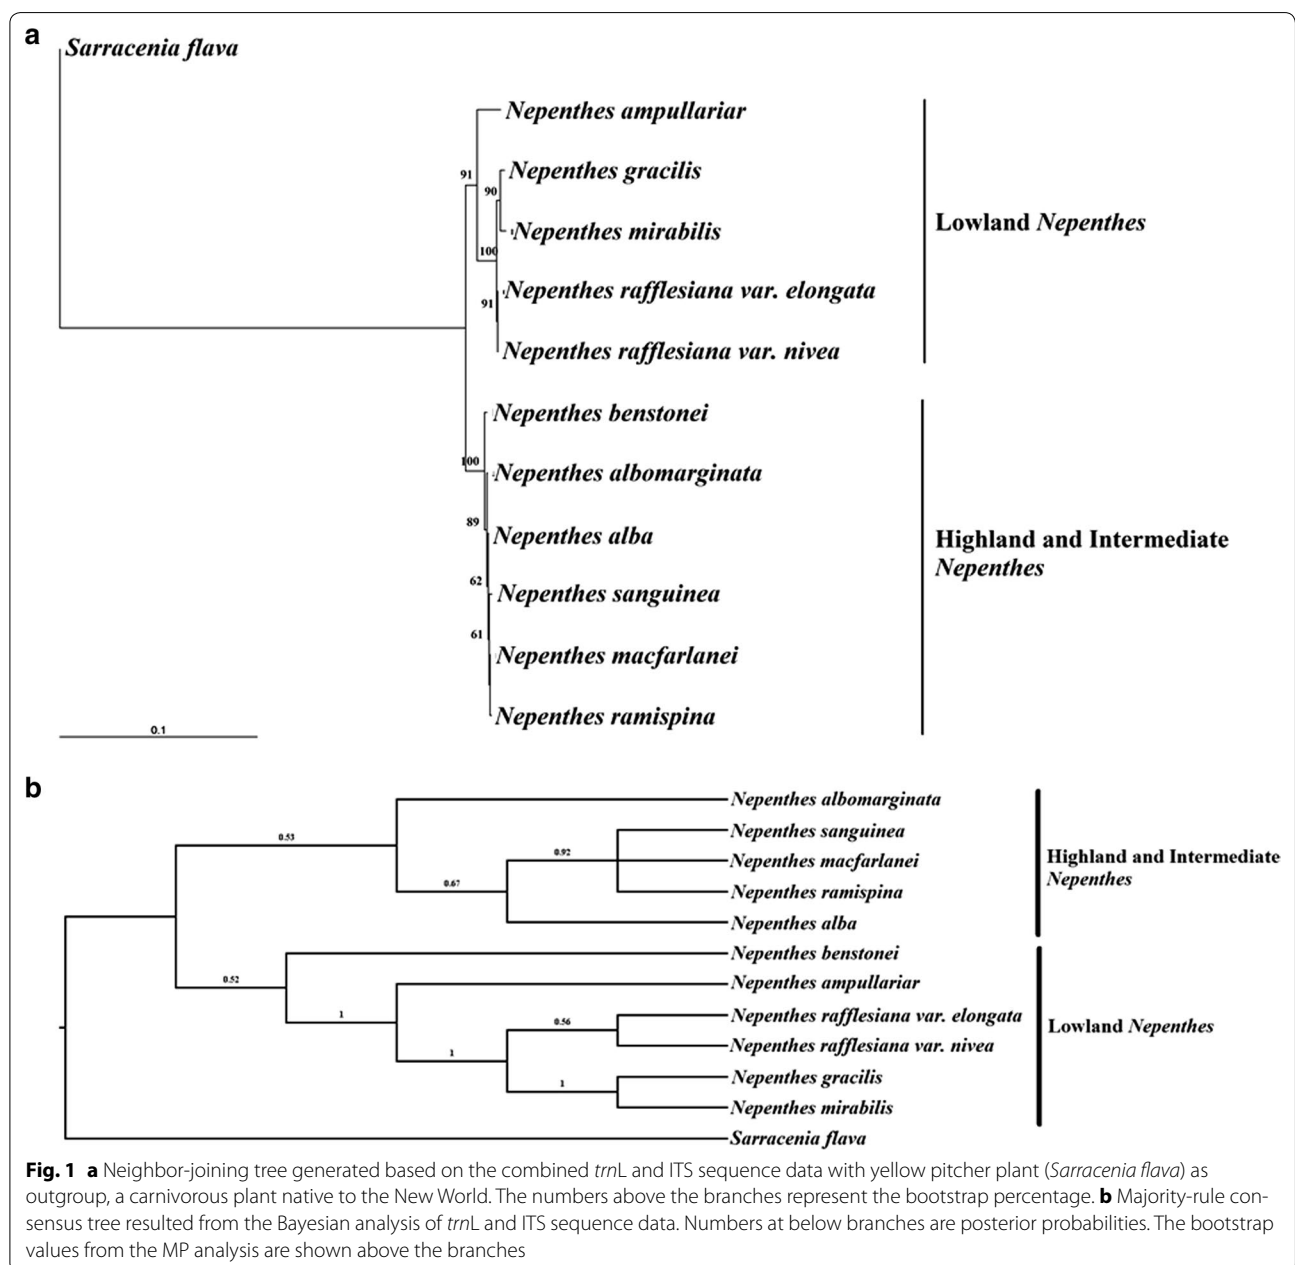 a
Sarracenia flava
Nepenthes ampullariar
91
Nepenthes gracilis
90
Nepenthes mirabilis
Lowland Nepenthes
100
Nepenthes rafflesiana var. elongata
91
Nepenthes rafflesiana var. nivea
Nepenthes benstonei
100
Nepenthes albomarginata
89
Nepenthes alba
Highland and Intermediate
Nepenthes
62
Nepenthes sanguinea
61
Nepenthes macfarlanei
Nepenthes ramispina
0.1
b
Nepenthes albomarginata
0.53
Nepenthes sanguinea
0.92
Nepenthes macfarlanei
Highland and Intermediate
Nepenthes
0.67
Nepenthes ramispina
Nepenthes alba
Nepenthes benstonei
0.52
Nepenthes ampullariar
1
Nepenthes rafflesiana var. elongata
0.56
Lowland Nepenthes
Nepenthes rafflesiana var. nivea
1
Nepenthes gracilis
1
Nepenthes mirabilis
Sarracenia flava
Fig. 1 a Neighbor-joining tree generated based on the combined trnL and ITS sequence data with yellow pitcher plant (Sarracenia flava) as
outgroup, a carnivorous plant native to the New World. The numbers above the branches represent the bootstrap percentage. b Majority-rule con-
sensus tree resulted from the Bayesian analysis of trnL and ITS sequence data. Numbers at below branches are posterior probabilities. The bootstrap
values from the MP analysis are shown above the branches